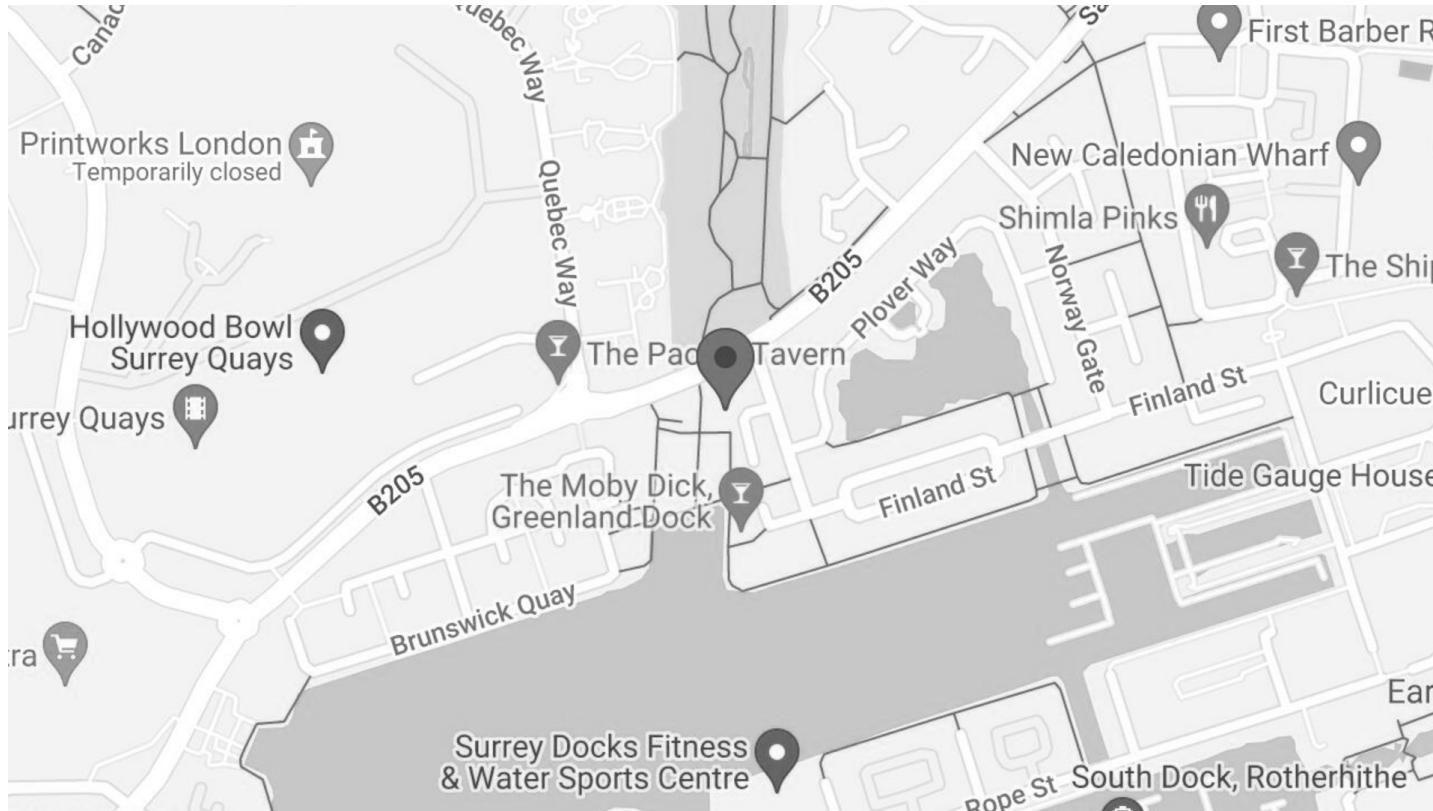 Canad
Quebec Way
Sa
First Barber R
Printworks London
Temporarily closed
Quebec Way
New Caledonian Wharf
Shimla Pinks
B205
Plover Way
Norway Gate
The Ship
Hollywood Bowl
Surrey Quays
The Pac Tavern
urrey Quays
Finland St
Curlicue
B205
The Moby Dick,
Greenland Dock
Finland St
Tide Gauge House
Brunswick Quay
tra
Ear
Surrey Docks Fitness
& Water Sports Centre
Rope St
South Dock, Rotherhithe